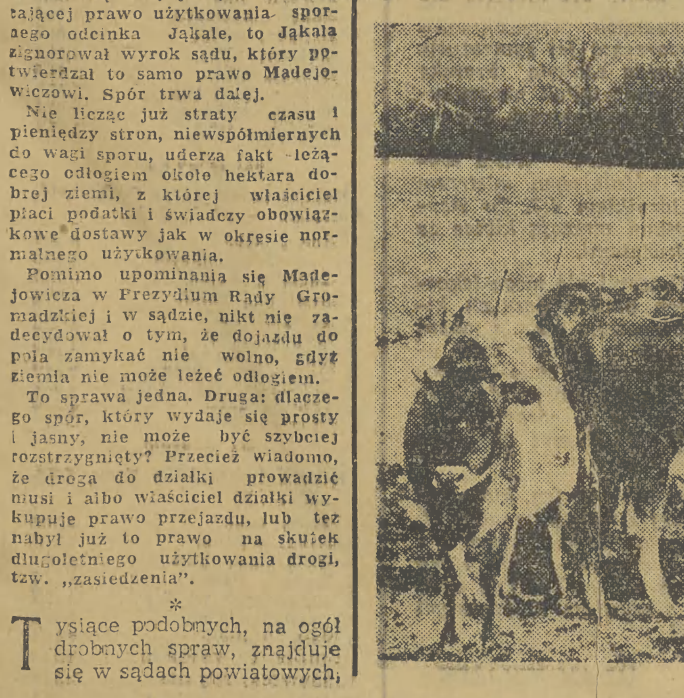 tającej prawo użytkowania spor-
nego odcinka Jąkale, to Jąkala
zignorował wyrok sądu, który po-
twierdzał to samo prawo Madejo-
wiczowi. Spór trwa dalej.
Nie licząc już straty czasu i
pieniędzy stron, niewspółmiernych
do wagi sporu, uderza fakt leżą-
cego odłogiem około hektara do-
brej ziemi, z której właściciel
płaci podatki i świadczy obowiąz-
kowe dostawy jak w okresie nor-
malnego użytkowania.
Pomimo upominania się Made-
jowicza w Prezydium Rady Gro-
madzkiej i w sądzie, nikt nie za-
decydował o tym, że dojazdu do
pola zamykać nie wolno, gdyż
ziemia nie może leżeć odłogiem.
To sprawa jedna. Druga: dlacze-
go spór, który wydaje się prosty
i jasny, nie może być szybciej
rozstrzygnięty? Przecież wiadomo,
że droga do działki prowadzić
musi i albo właściciel działki wy-
kupuje prawo przejazdu, lub też
nabył już to prawo na skutek
długoletniego użytkowania drogi,
tzw. „zasiedzenia".
*
Tysiące podobnych, na ogół
drobnych spraw, znajduje
się w sądach powiatowych,